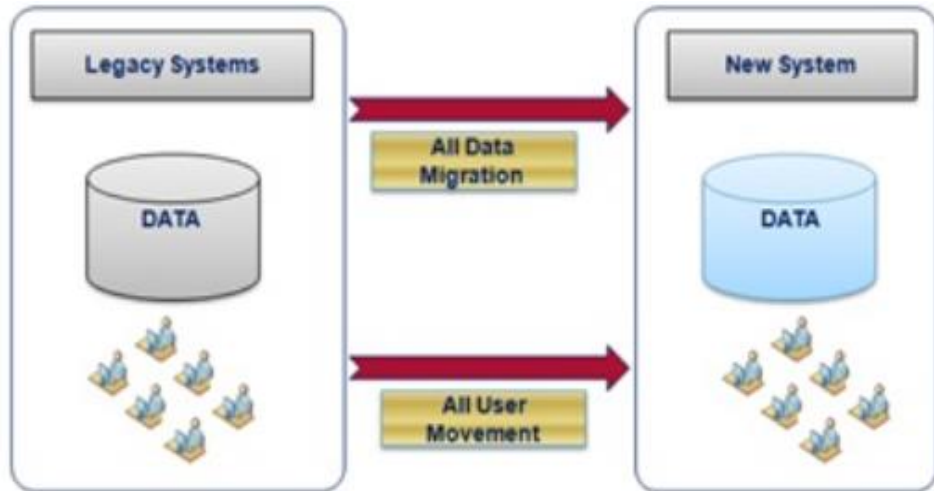 Legacy Systems
New System
All Data
Migration
DATA
DATA
All User
Movement